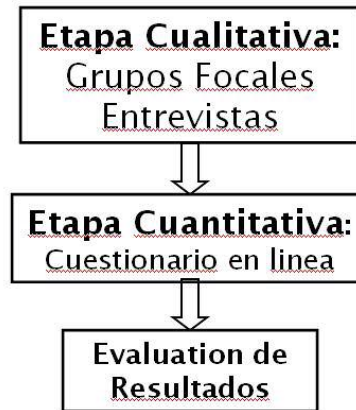 Etapa Cualitativa:
Grupos Focales
Entrevistas
Etapa Cuantitativa:
Cuestionario en linea
Evaluation de
Resultados